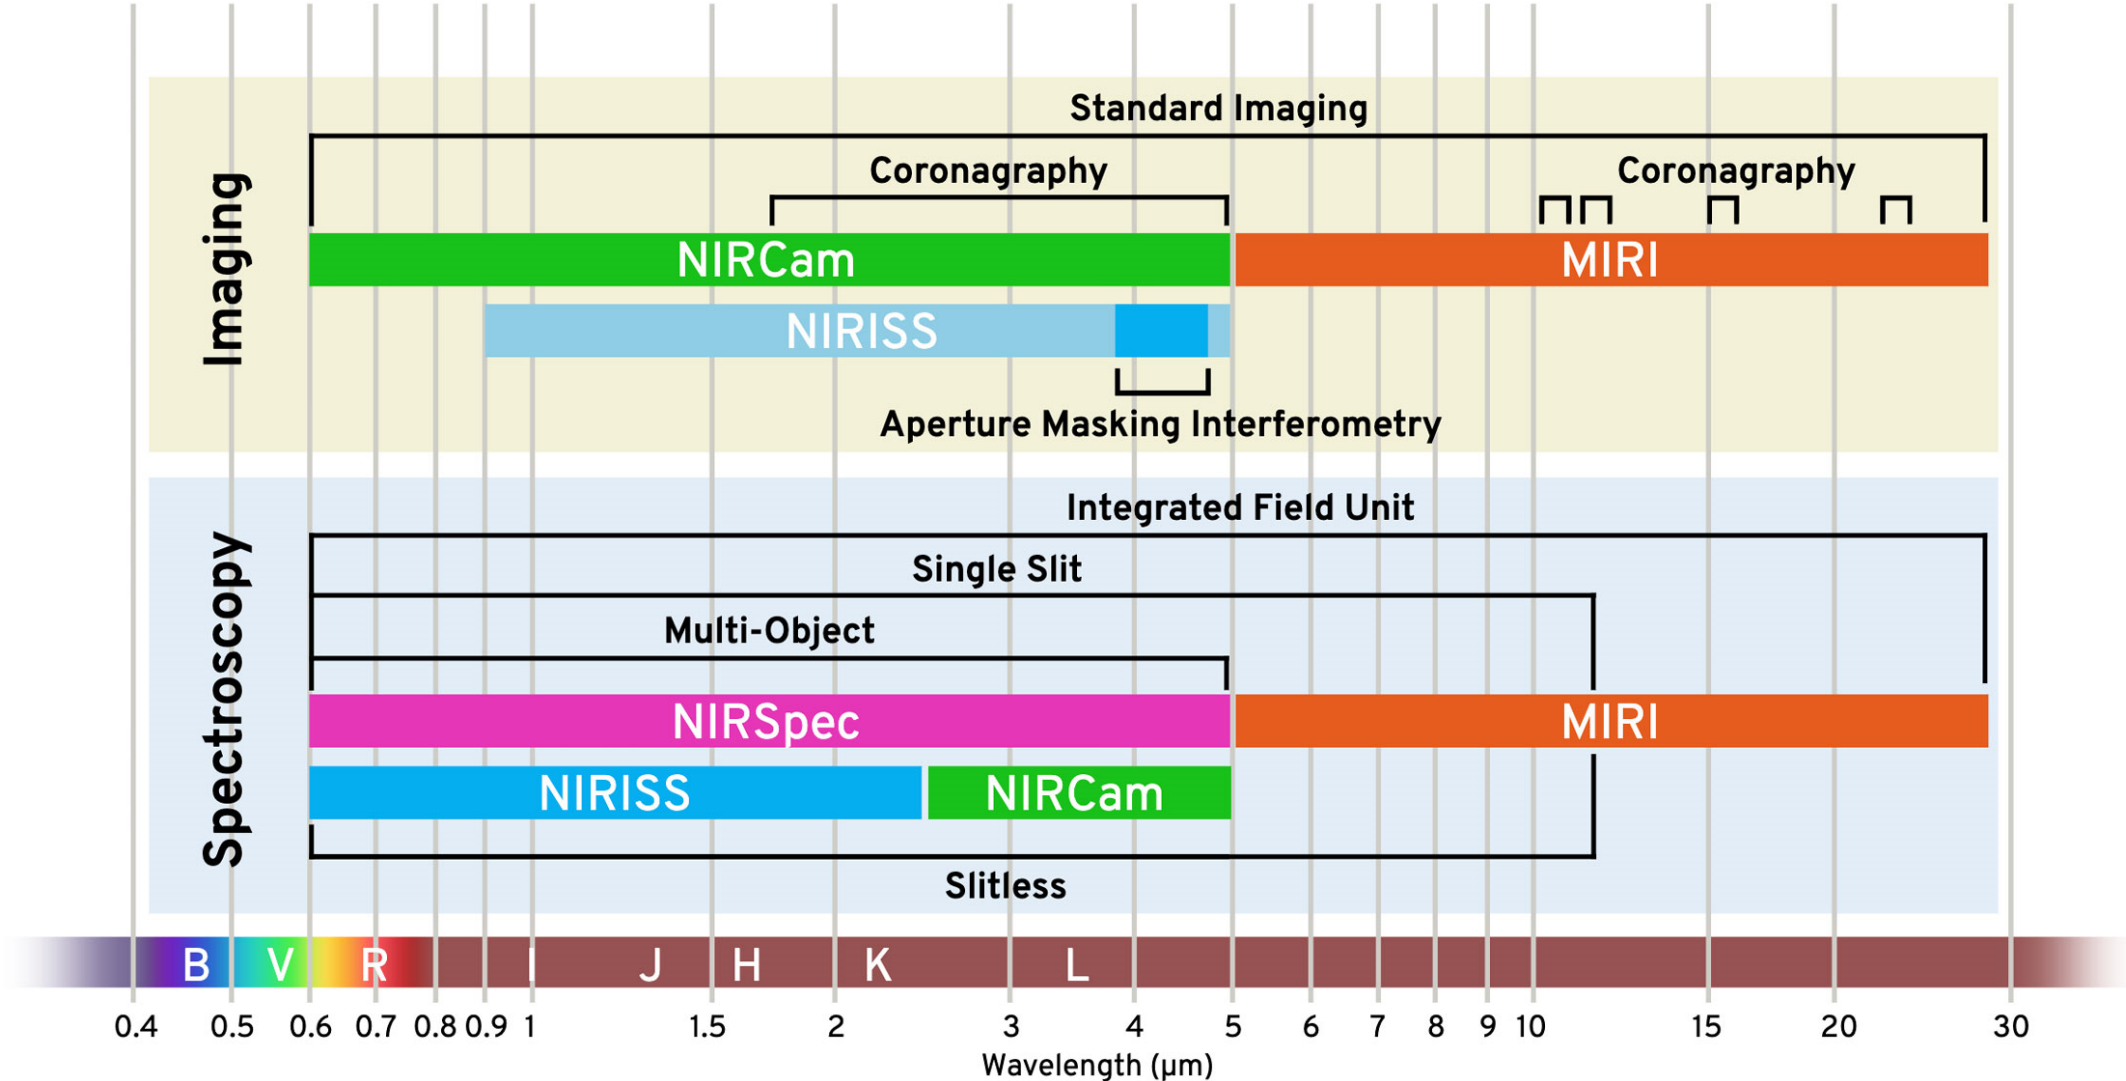 Imaging
Standard Imaging
Coronagraphy
Coronagraphy
NIRCam
MIRI
NIRISS
Aperture Masking Interferometry
Spectroscopy
Integrated Field Unit
Single Slit
Multi-Object
NIRSpec
MIRI
NIRISS
NIRCam
Slitless
B V R I J H K L
0.4 0.5 0.6 0.7 0.8 0.9 1 1.5 2 3 4 5 6 7 8 9 10 15 20 30
Wavelength (µm)